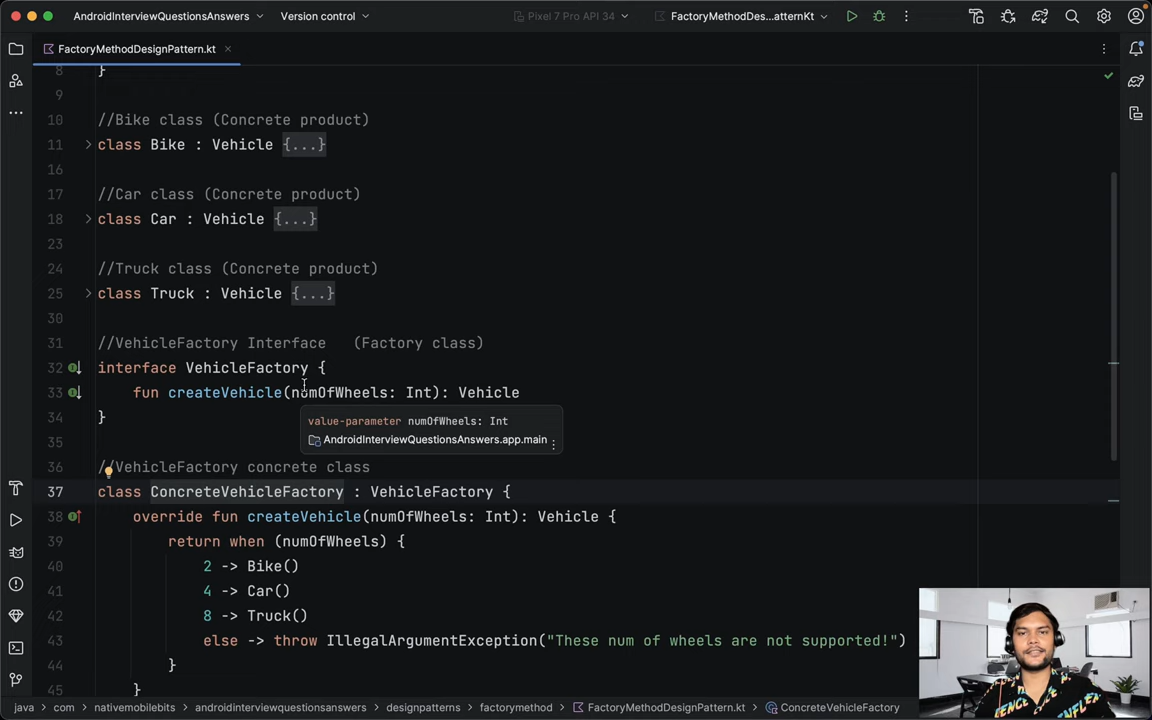 AndroidInterviewQuestionsAnswers Version control Pixel 7 Pro API 34 FactoryMethodDes...atternKt
FactoryMethodDesignPattern.kt
8 }
9
10 //Bike class (Concrete product)
11 class Bike : Vehicle {...}
16
17 //Car class (Concrete product)
18 class Car : Vehicle {...}
23
24 //Truck class (Concrete product)
25 class Truck : Vehicle {...}
30
31 //VehicleFactory Interface (Factory class)
32 interface VehicleFactory {
33 fun createVehicle(numOfWheels: Int): Vehicle
value-parameter numOfWheels: Int
34 }
AndroidInterviewQuestionsAnswers.app.main
35
36 //VehicleFactory concrete class
37 class ConcreteVehicleFactory : VehicleFactory {
38 override fun createVehicle(numOfWheels: Int): Vehicle {
39 return when (numOfWheels) {
40 2 -> Bike()
41 4 -> Car()
42 8 -> Truck()
43 else -> throw IllegalArgumentException("These num of wheels are not supported!")
44 }
45 }
java > com > nativemobilebits > androidinterviewquestionsanswers > designpatterns > factorymethod > FactoryMethodDesignPattern.kt > ConcreteVehicleFactory